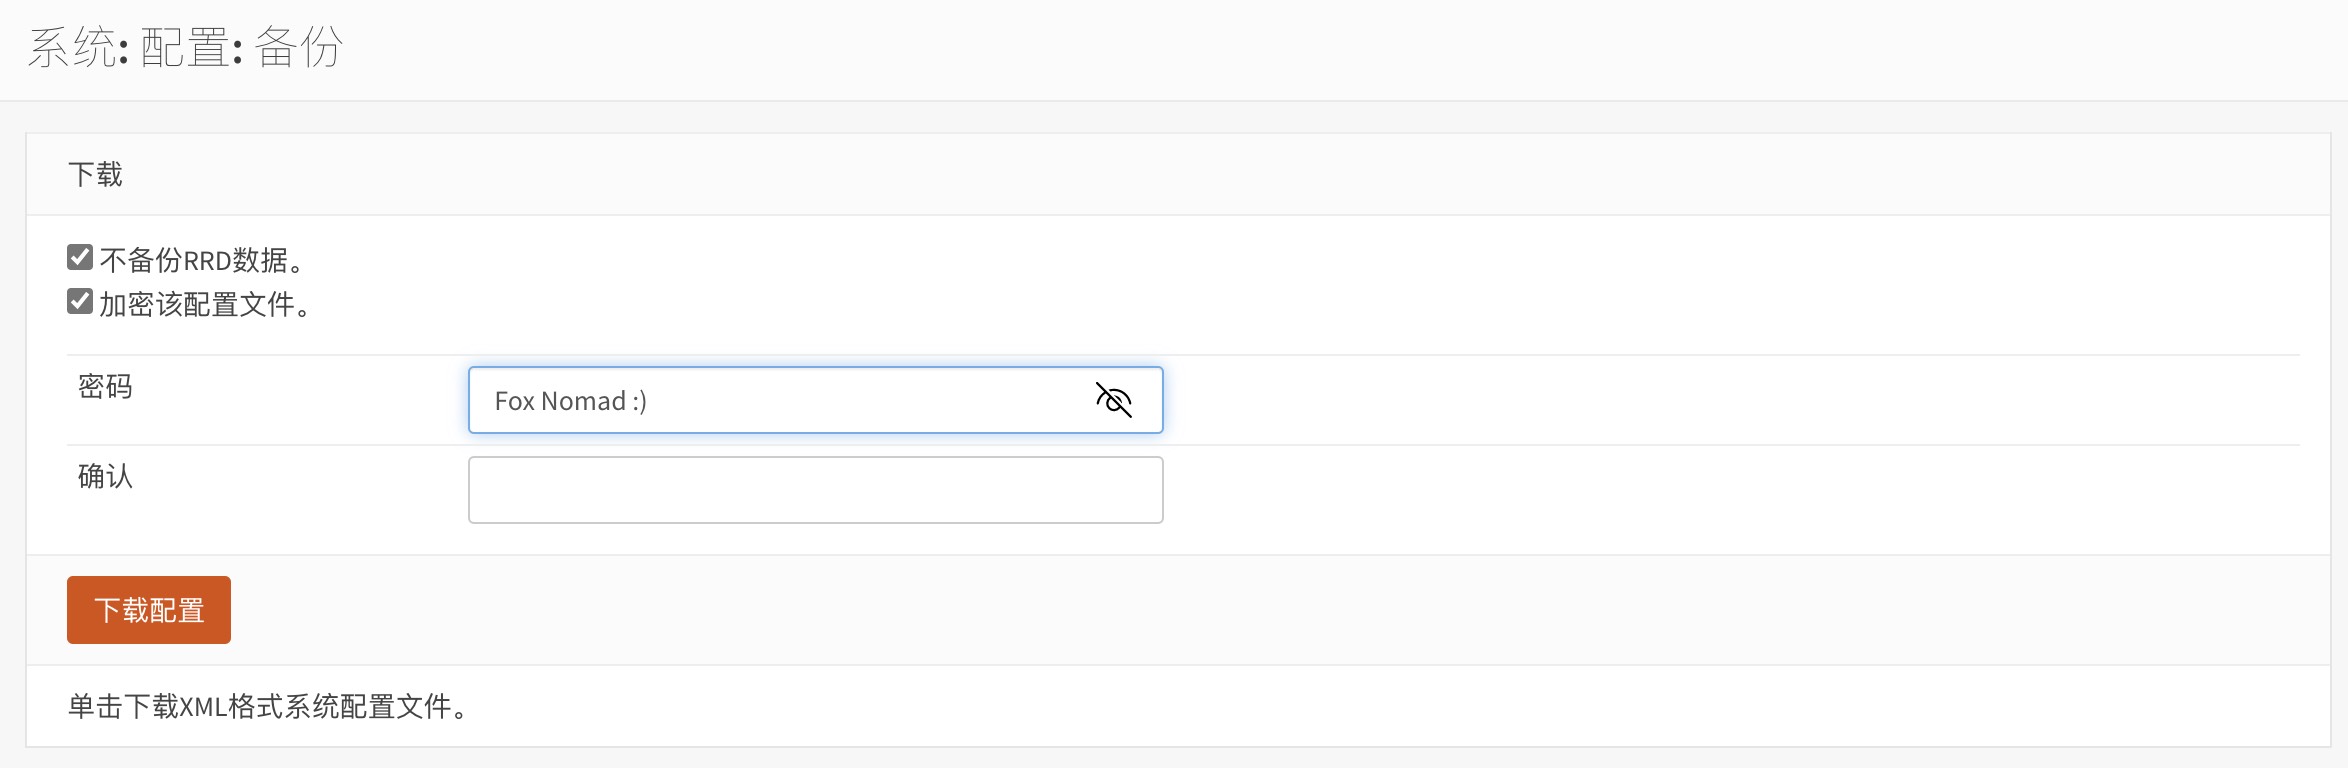 系统: 配置: 备份
下载
不备份RRD数据。
加密该配置文件。
密码
Fox Nomad :)
确认
下载配置
单击下载XML格式系统配置文件。